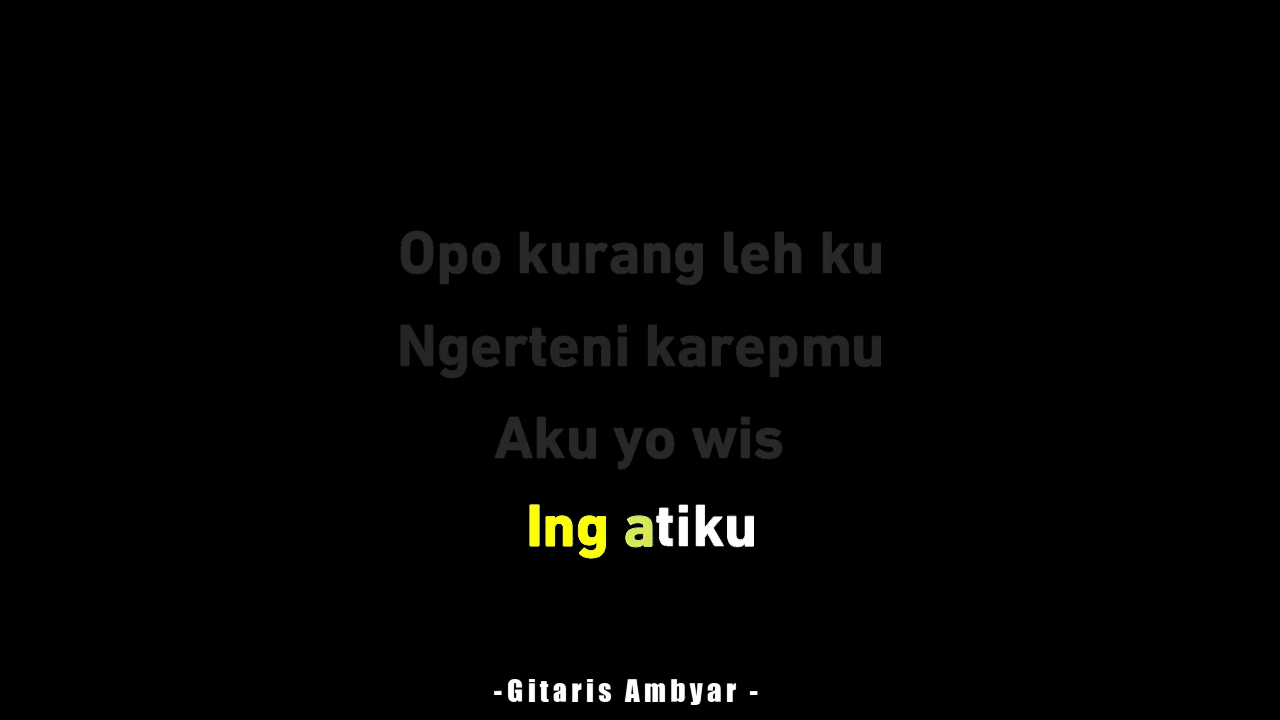 Opo kurang leh ku
Ngerteni karepmu
Aku yo wis
Ing atiku
-Gitaris Ambyar -